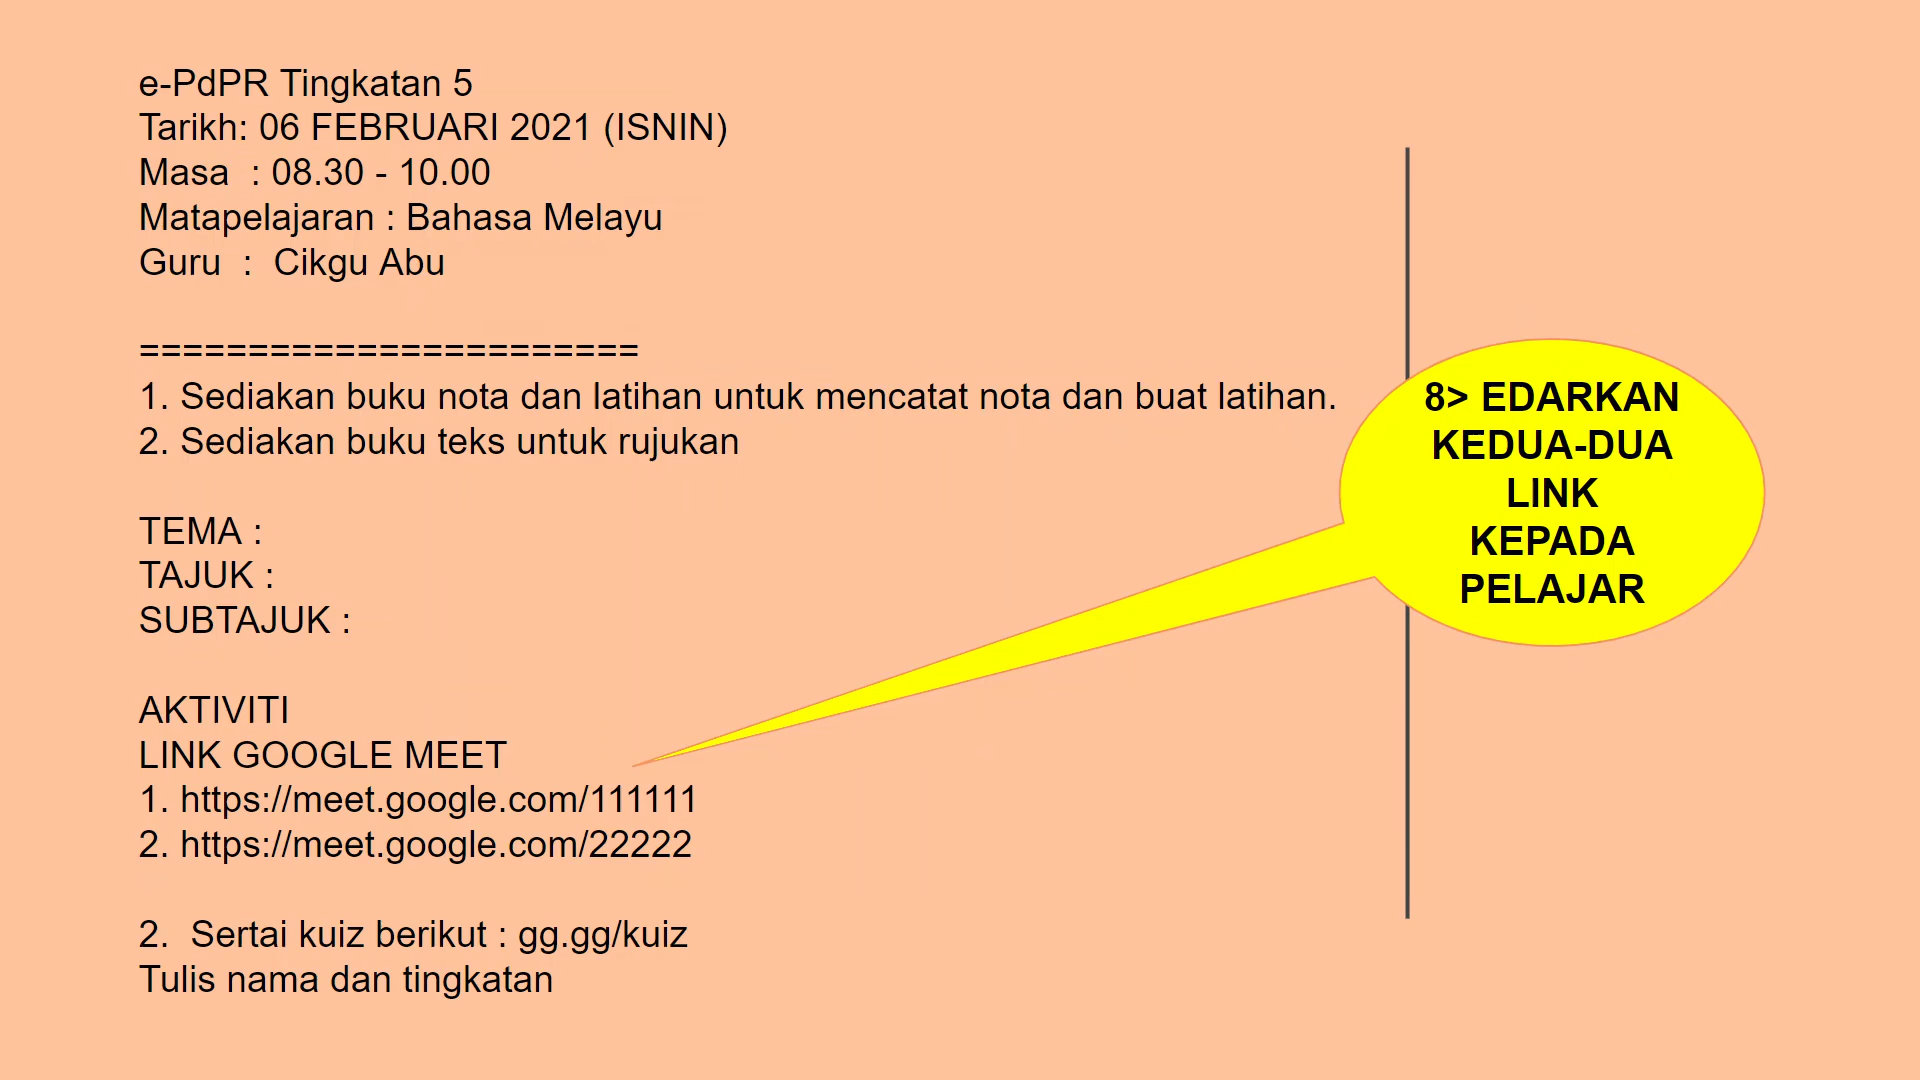 e-PdPR Tingkatan 5
Tarikh: 06 FEBRUARI 2021 (ISNIN)
Masa  : 08.30 - 10.00
Matapelajaran : Bahasa Melayu
Guru  :  Cikgu Abu
=======================
1. Sediakan buku nota dan latihan untuk mencatat nota dan buat latihan.
2. Sediakan buku teks untuk rujukan
TEMA :
TAJUK :
SUBTAJUK :
AKTIVITI
LINK GOOGLE MEET
1. https://meet.google.com/111111
2. https://meet.google.com/22222
2.  Sertai kuiz berikut : gg.gg/kuiz
Tulis nama dan tingkatan
8> EDARKAN
KEDUA-DUA
LINK
KEPADA
PELAJAR